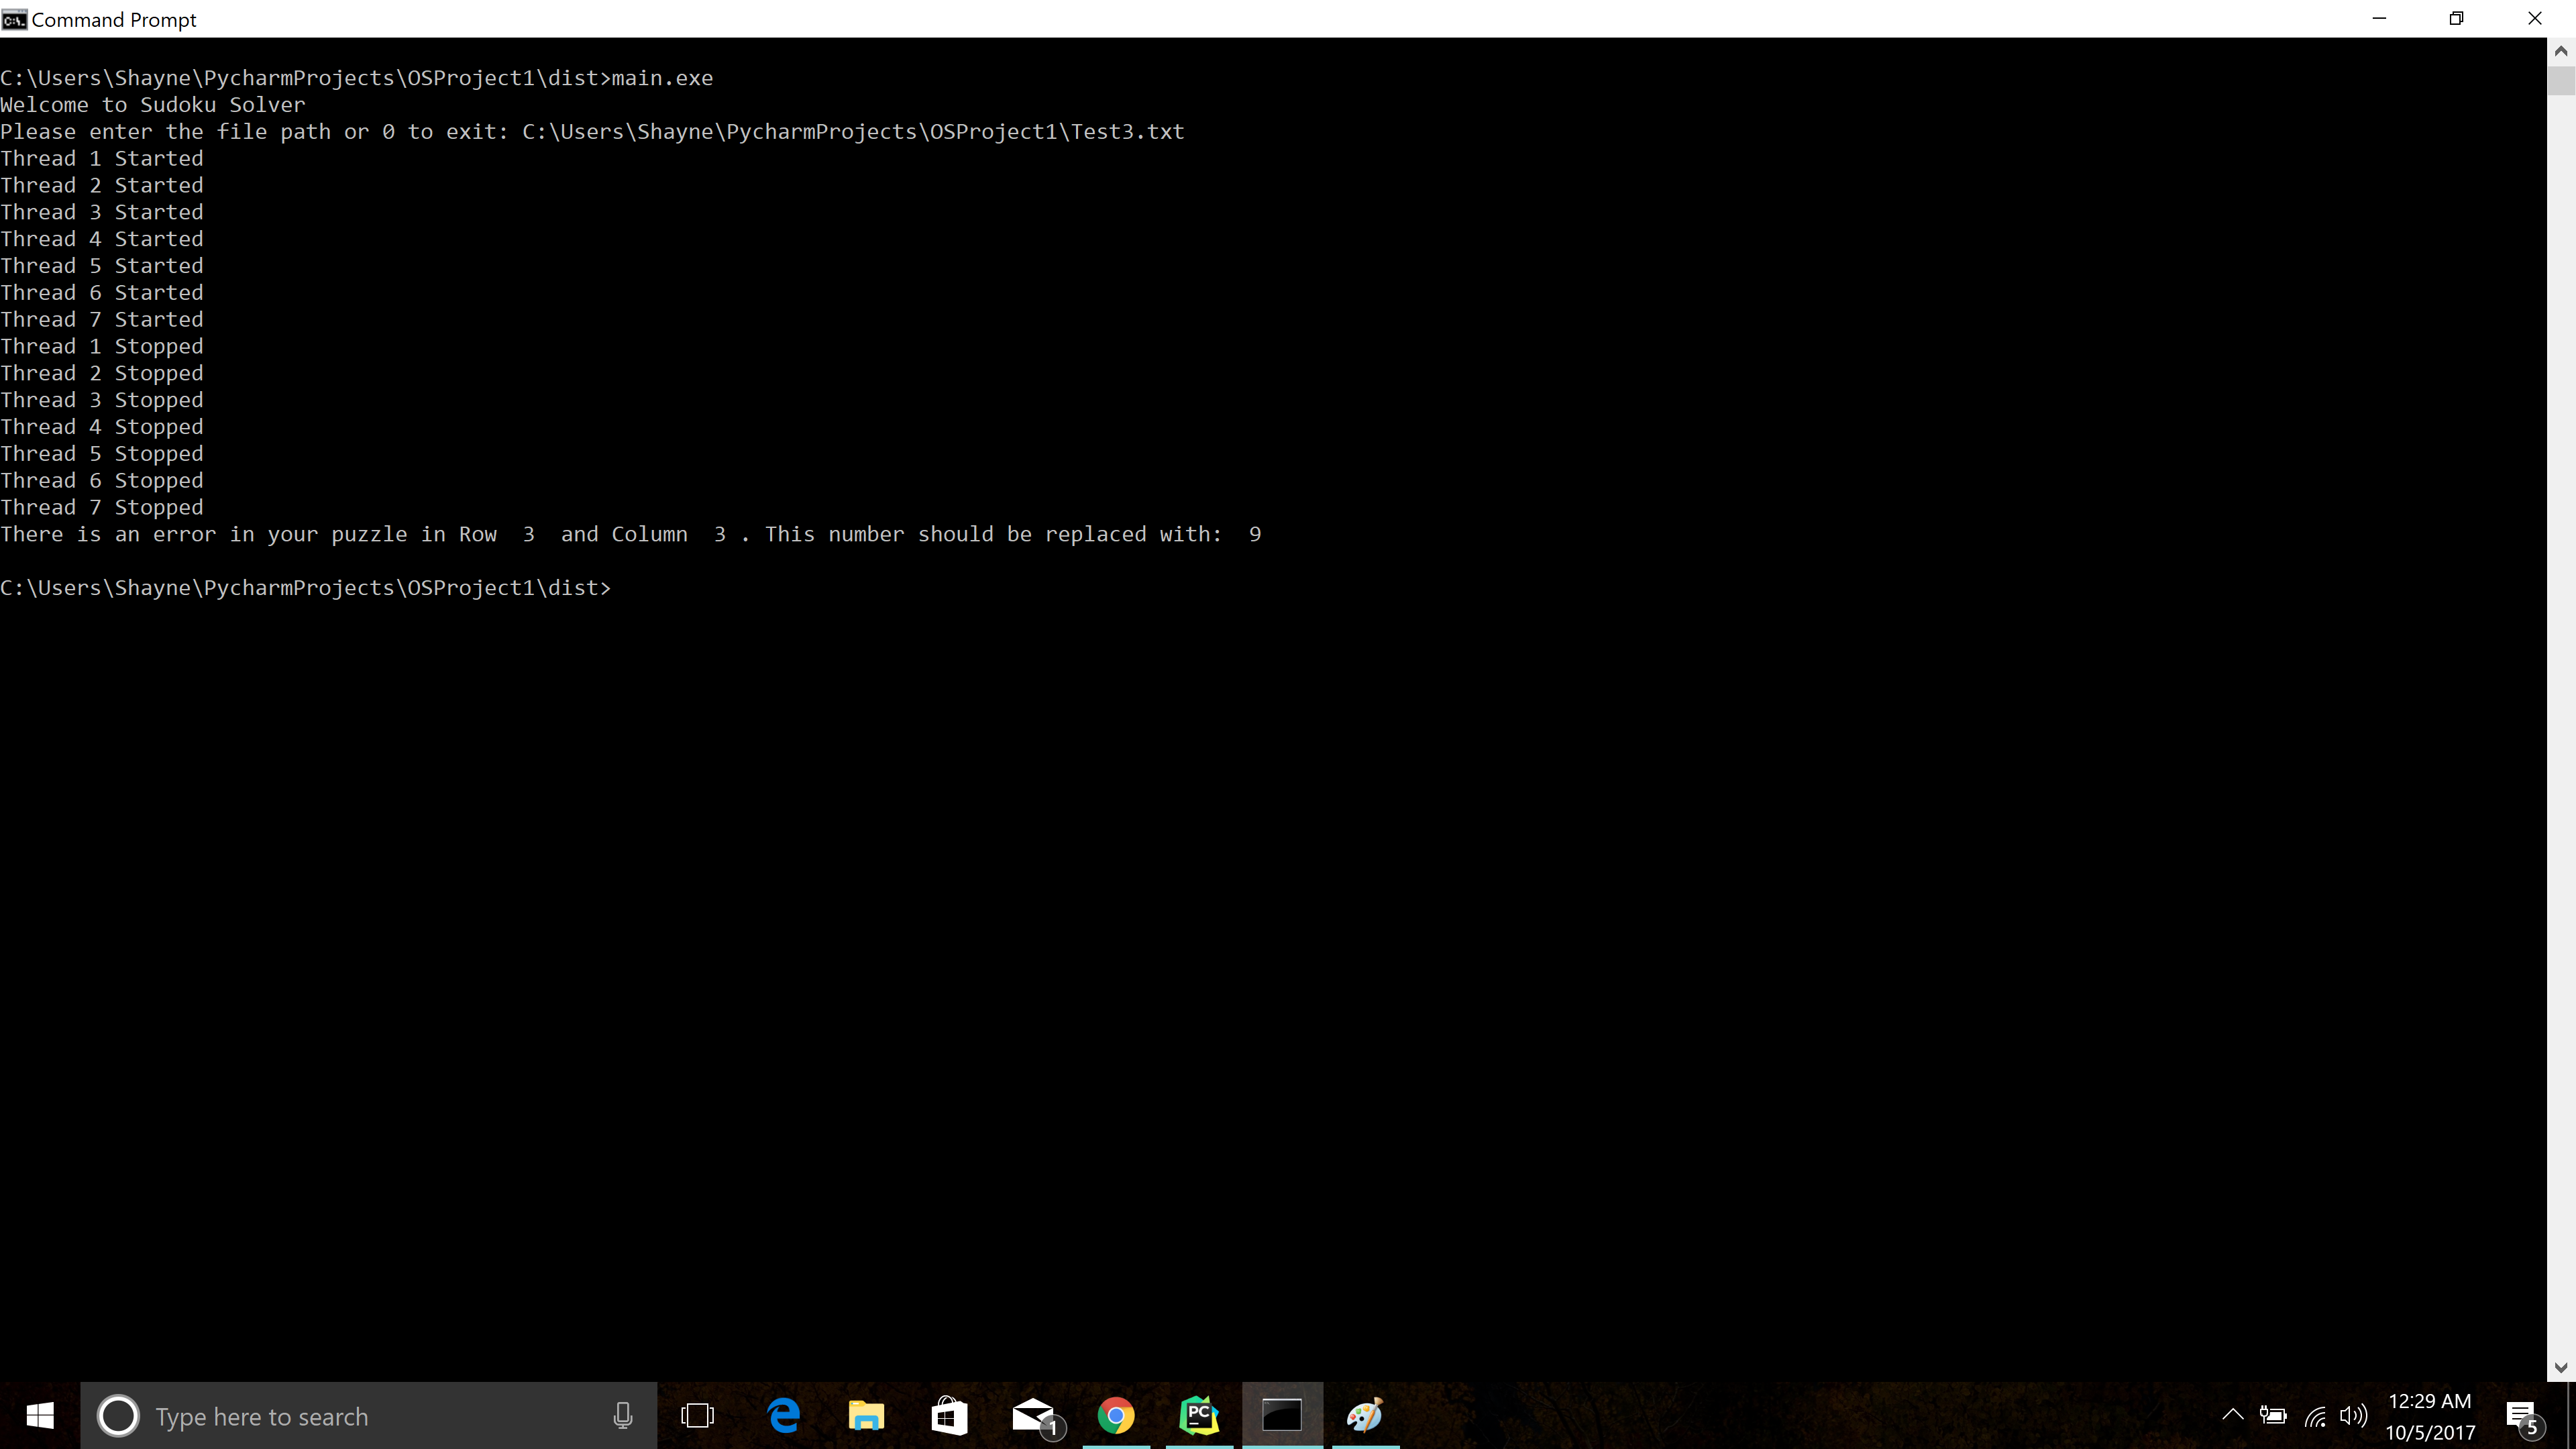 Command Prompt
C:\Users\Shayne\PycharmProjects\OSProject1\dist>main.exe
Welcome to Sudoku Solver
Please enter the file path or 0 to exit: C:\Users\Shayne\PycharmProjects\OSProject1\Test3.txt
Thread 1 Started
Thread 2 Started
Thread 3 Started
Thread 4 Started
Thread 5 Started
Thread 6 Started
Thread 7 Started
Thread 1 Stopped
Thread 2 Stopped
Thread 3 Stopped
Thread 4 Stopped
Thread 5 Stopped
Thread 6 Stopped
Thread 7 Stopped
There is an error in your puzzle in Row  3  and Column  3 . This number should be replaced with:  9
C:\Users\Shayne\PycharmProjects\OSProject1\dist>
Type here to search
1
PC
12:29 AM
10/5/2017
5